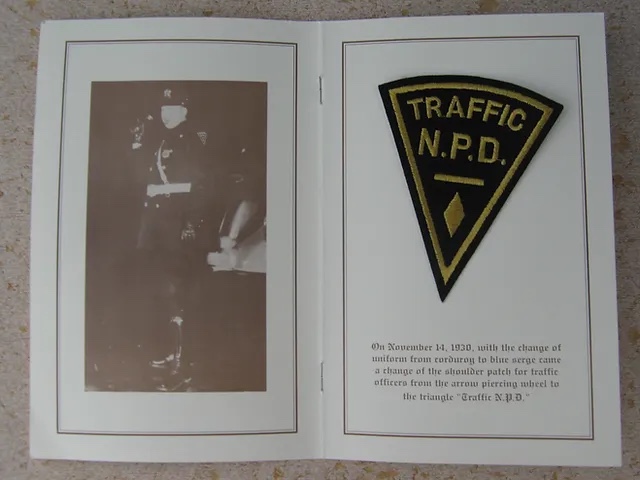 TRAFFIC
N.P.D.
On November 14, 1930, with the change of
uniform from corduroy to blue serge came
a change of the shoulder patch for traffic
officers from the arrow piercing wheel to
the triangle "Traffic N.P.D."